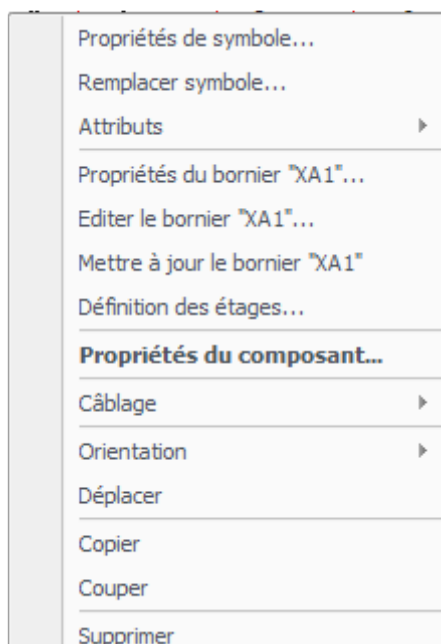 Propriétés de symbole...
Remplacer symbole...
Attributs
Propriétés du bornier "XA1"...
Editer le bornier "XA1"...
Mettre à jour le bornier "XA1"
Définition des étages...
Propriétés du composant...
Câblage
Orientation
Déplacer
Copier
Couper
Supprimer